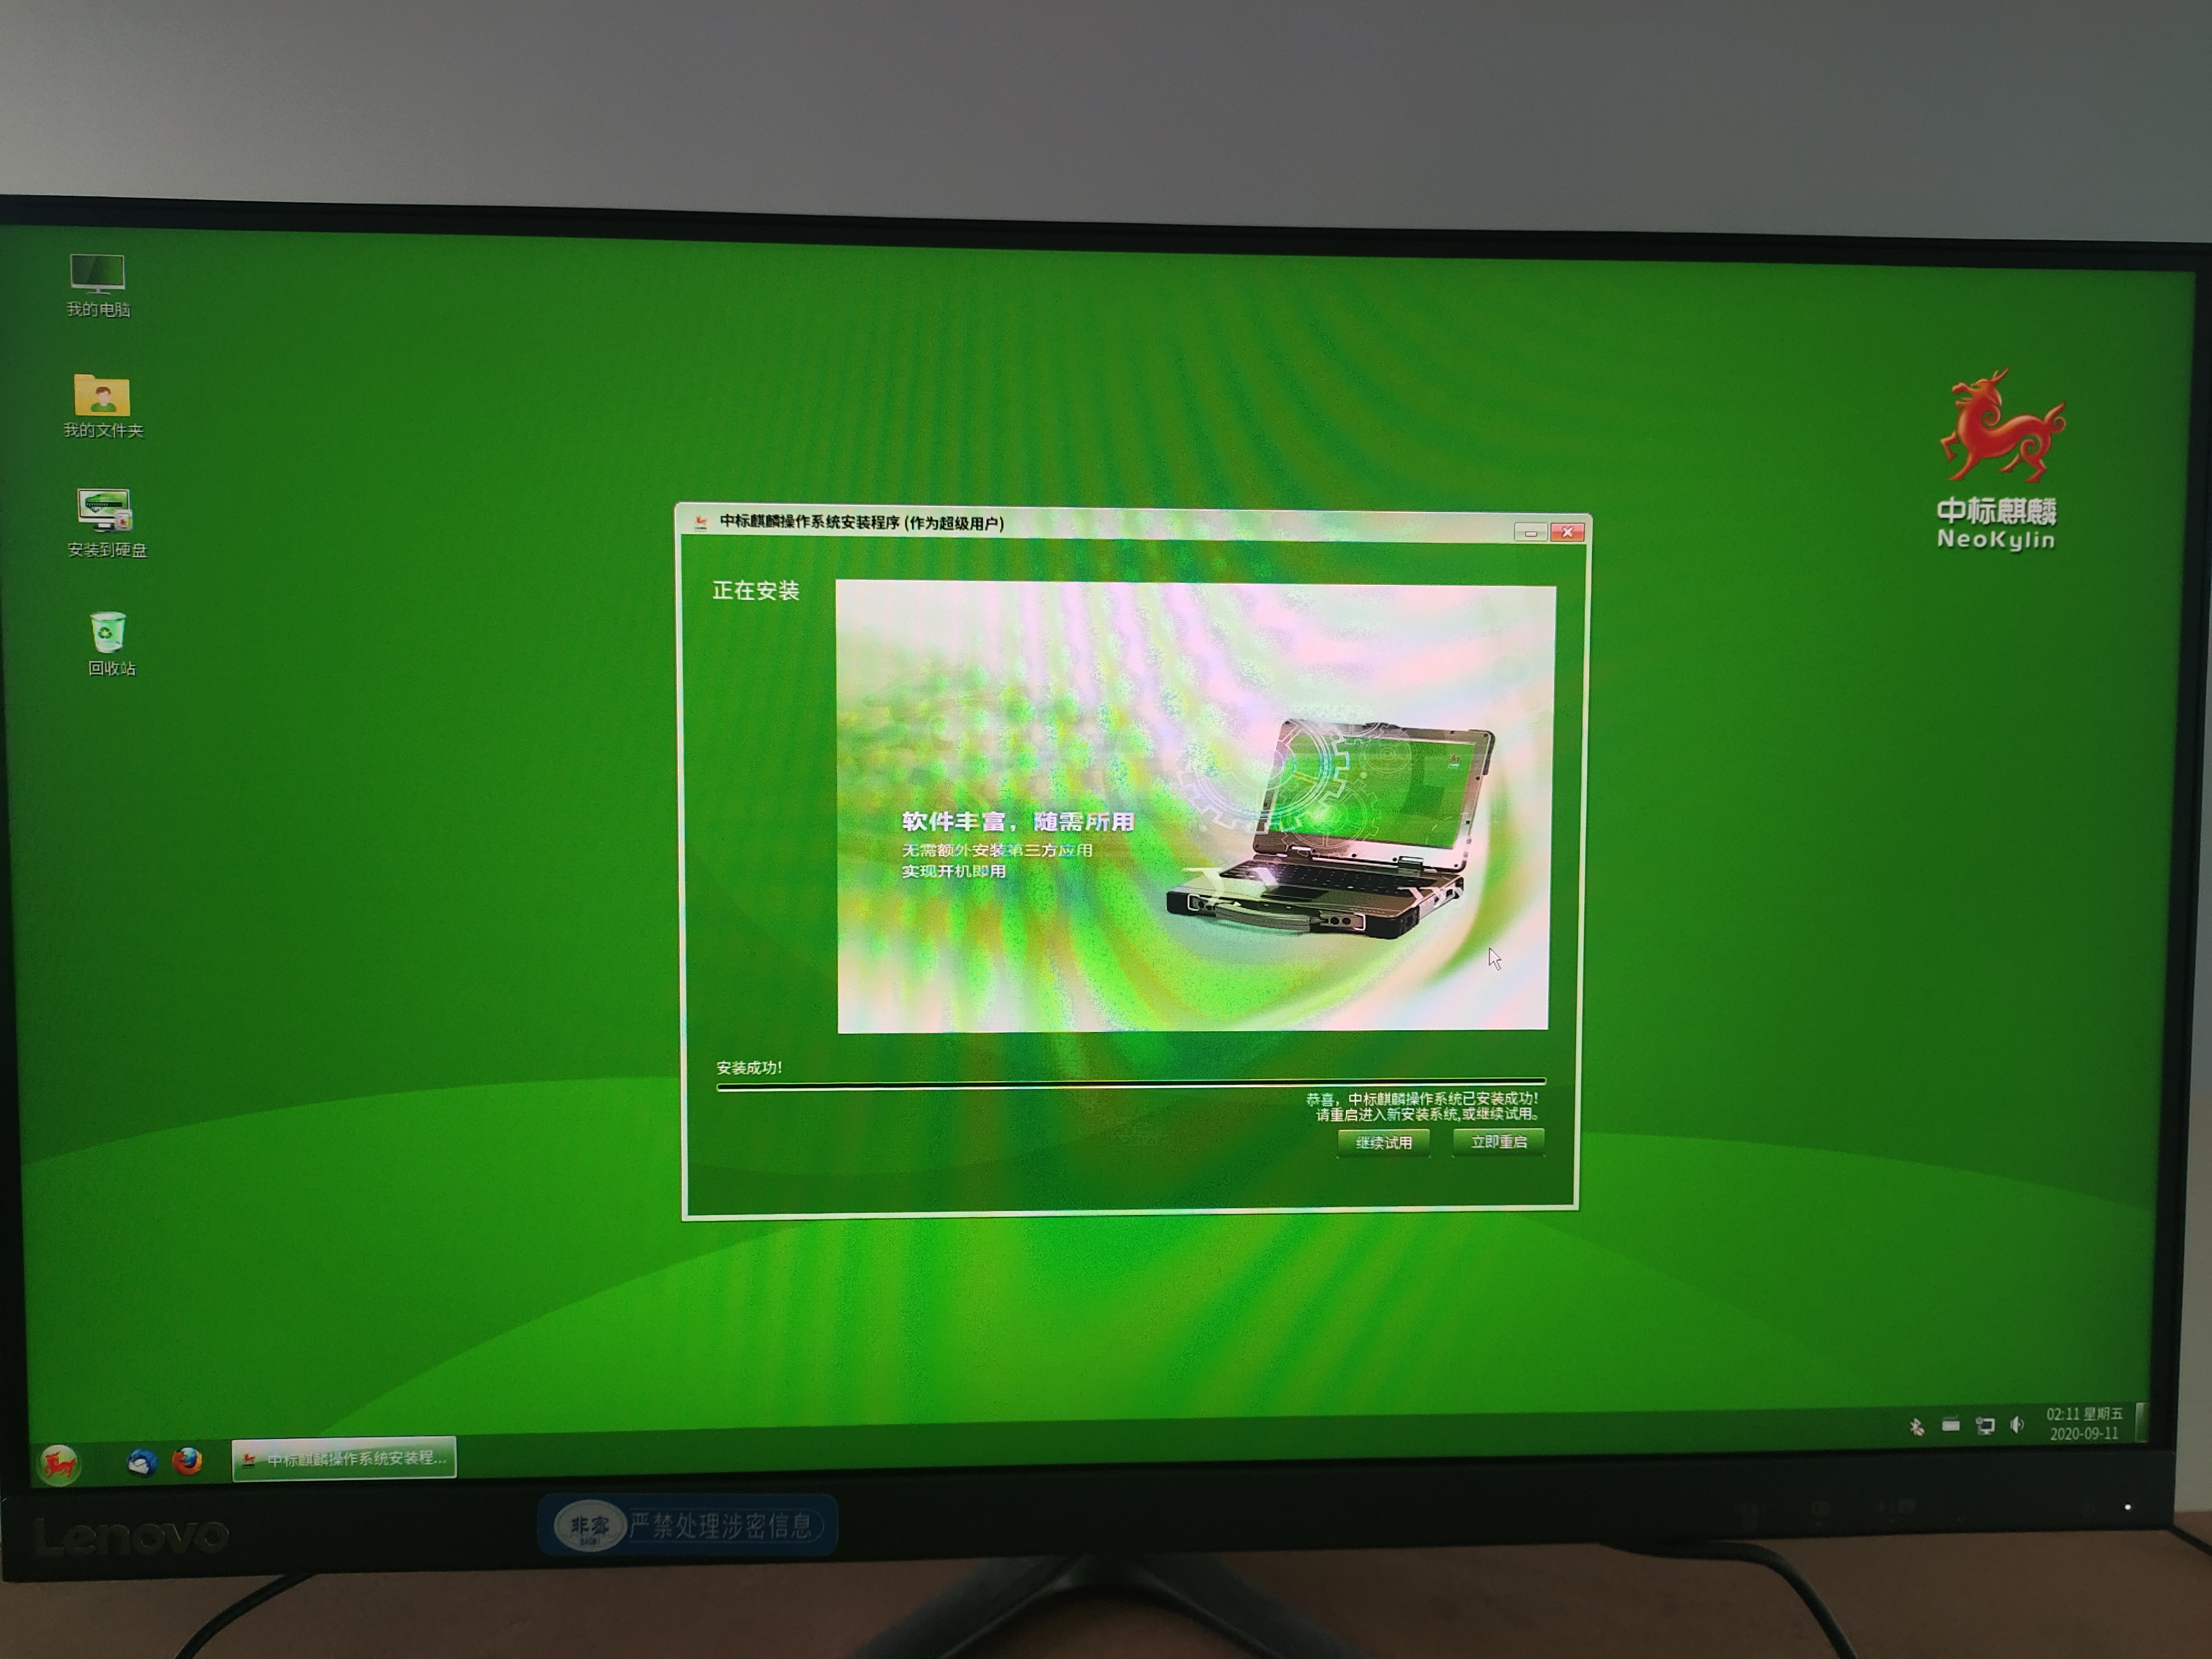 我的电脑
我的文件夹
安装到硬盘
回收站
中标麒麟
NeoKylin
中标麒麟操作系统安装程序 (作为超级用户)
正在安装
软件丰富，随需所用
无需额外安装第三方应用
实现开机即用
安装成功!
恭喜，中标麒麟操作系统已安装成功!
请重启进入新安装系统,或继续试用。
继续试用
立即重启
中标麒麟操作系统安装程...
02:11 星期五
2020-09-11
Lenovo
非密
严禁处理涉密信息